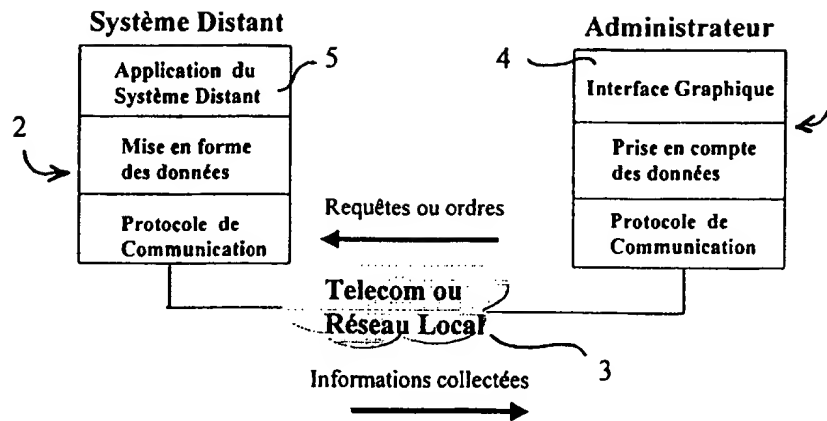 Système Distant
Application du
Système Distant
5
2
Mise en forme
des données
Protocole de
Communication
Administrateur
4
Interface Graphique
Prise en compte
des données
Protocole de
Communication
Requêtes ou ordres
Telecom ou
Réseau Local
3
Informations collectées